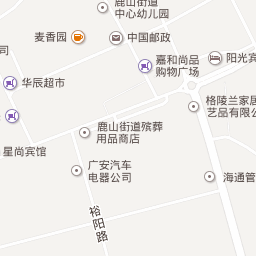 鹿山街道
中心幼儿园
麦香园
中国邮政
嘉和尚品
购物广场
阳光宾
华辰超市
格陵兰家居
艺品有限公
鹿山街道殡葬
用品商店
星尚宾馆
广安汽车
电器公司
海通管
裕阳路